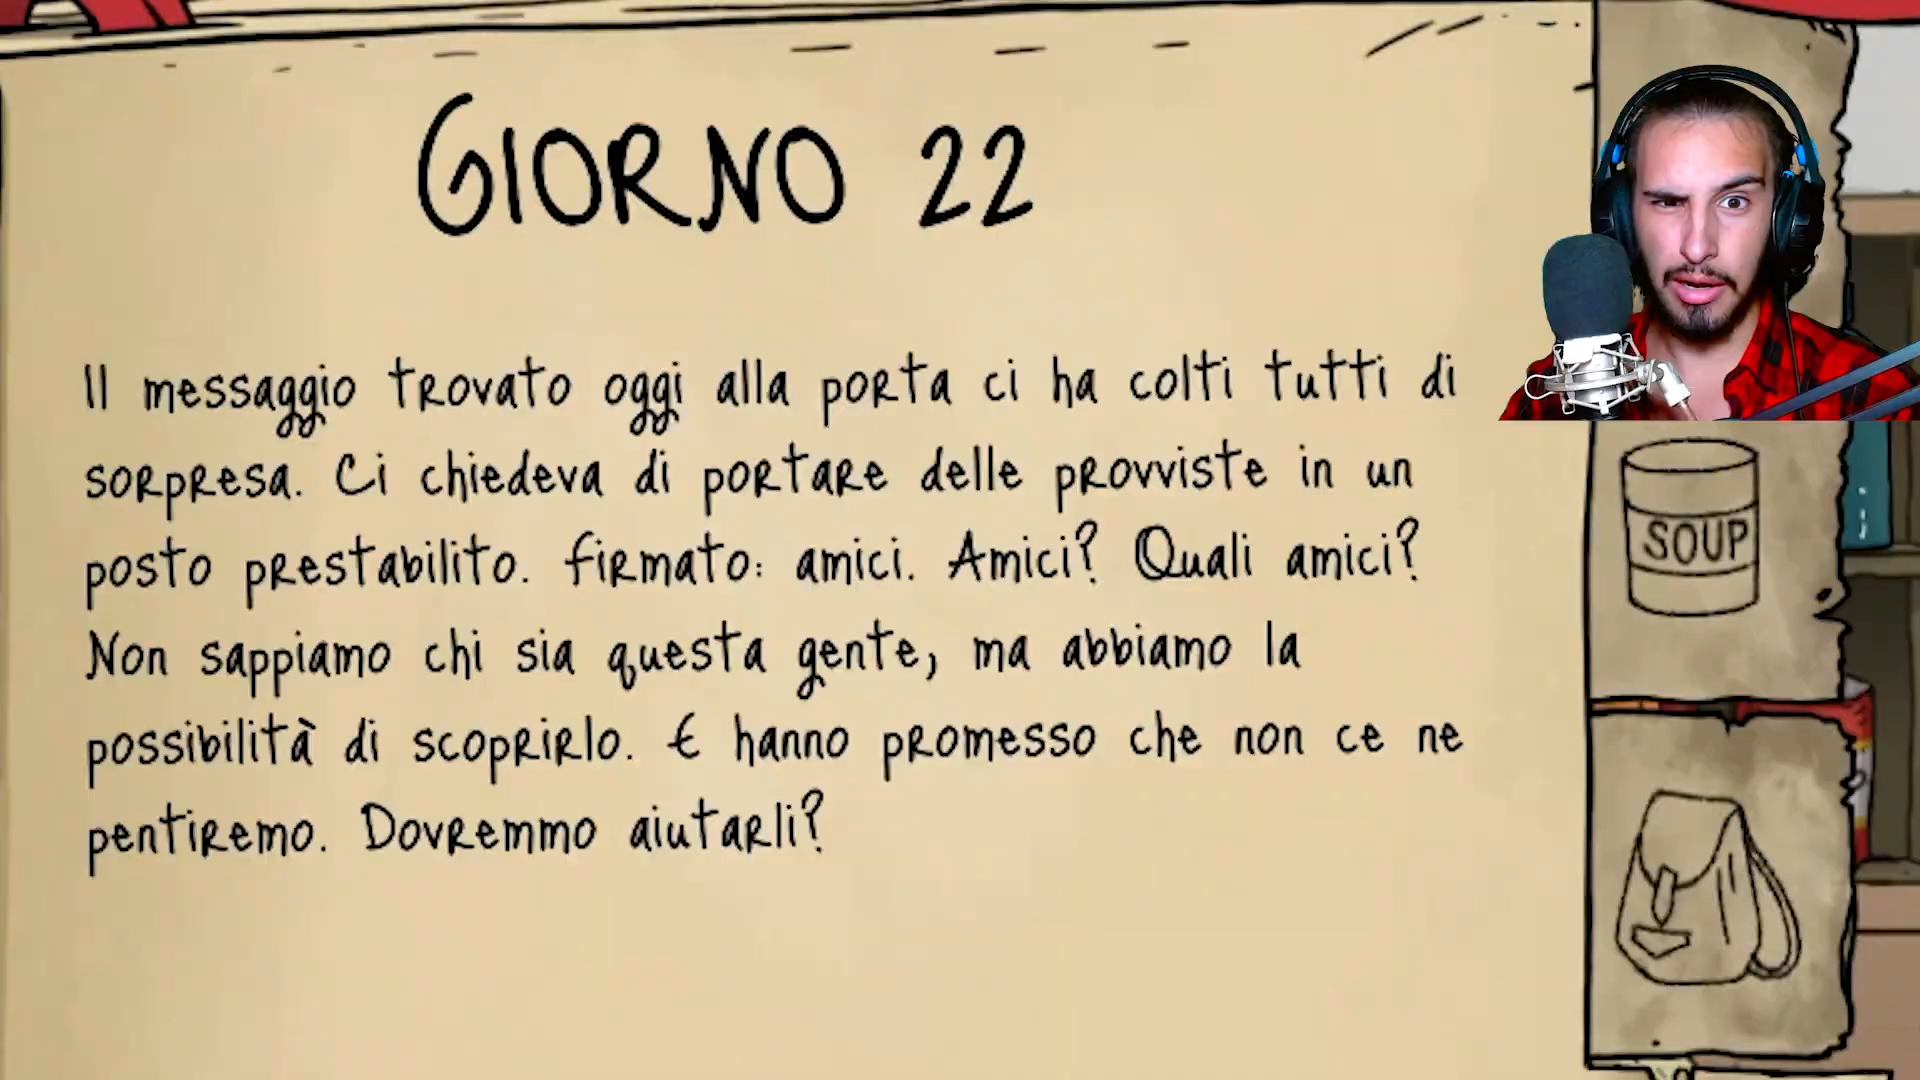 GIORNO 22
Il messaggio trovato oggi alla porta ci ha colti tutti di
sorpresa. Ci chiedeva di portare delle provviste in un
posto prestabilito. Firmato: amici. Amici? Quali amici?
Non sappiamo chi sia questa gente, ma abbiamo la
possibilità di scoprirlo. E hanno promesso che non ce ne
pentiremo. Dovremmo aiutarli?
SOUP